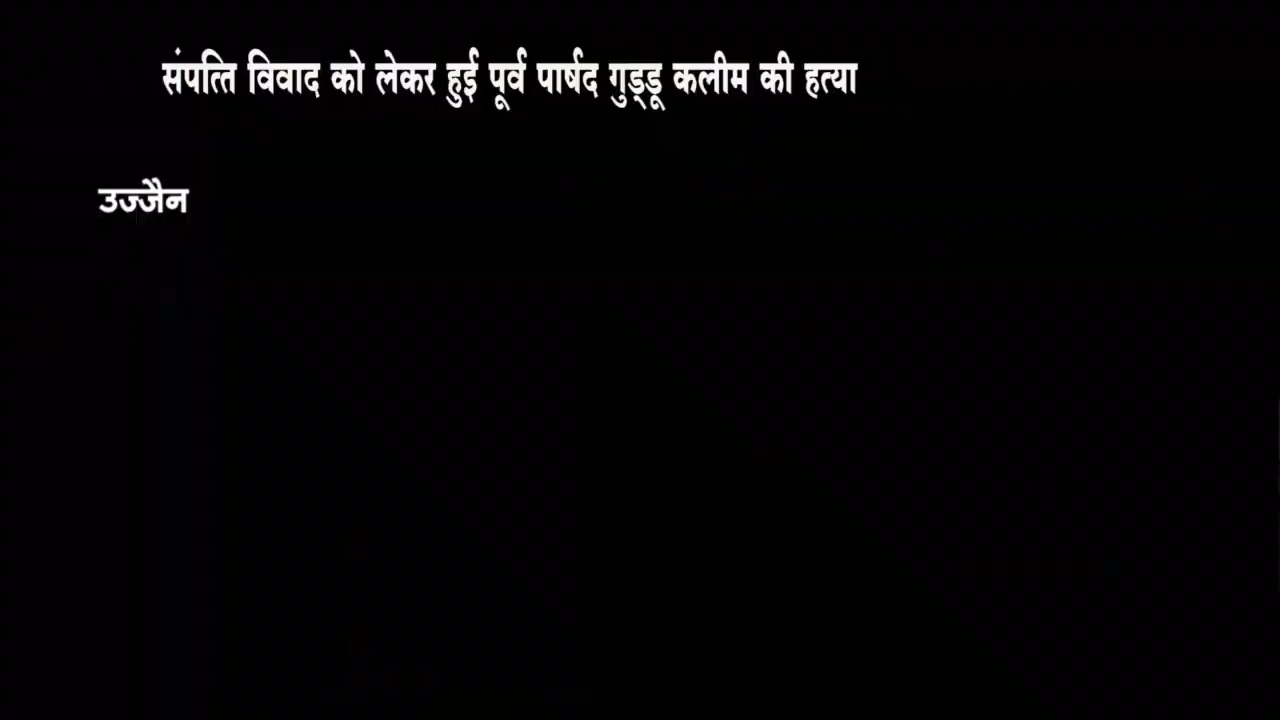 संपत्ति विवाद को लेकर हुई पूर्व पार्षद गुड्डू कलीम की हत्या
उज्जैन